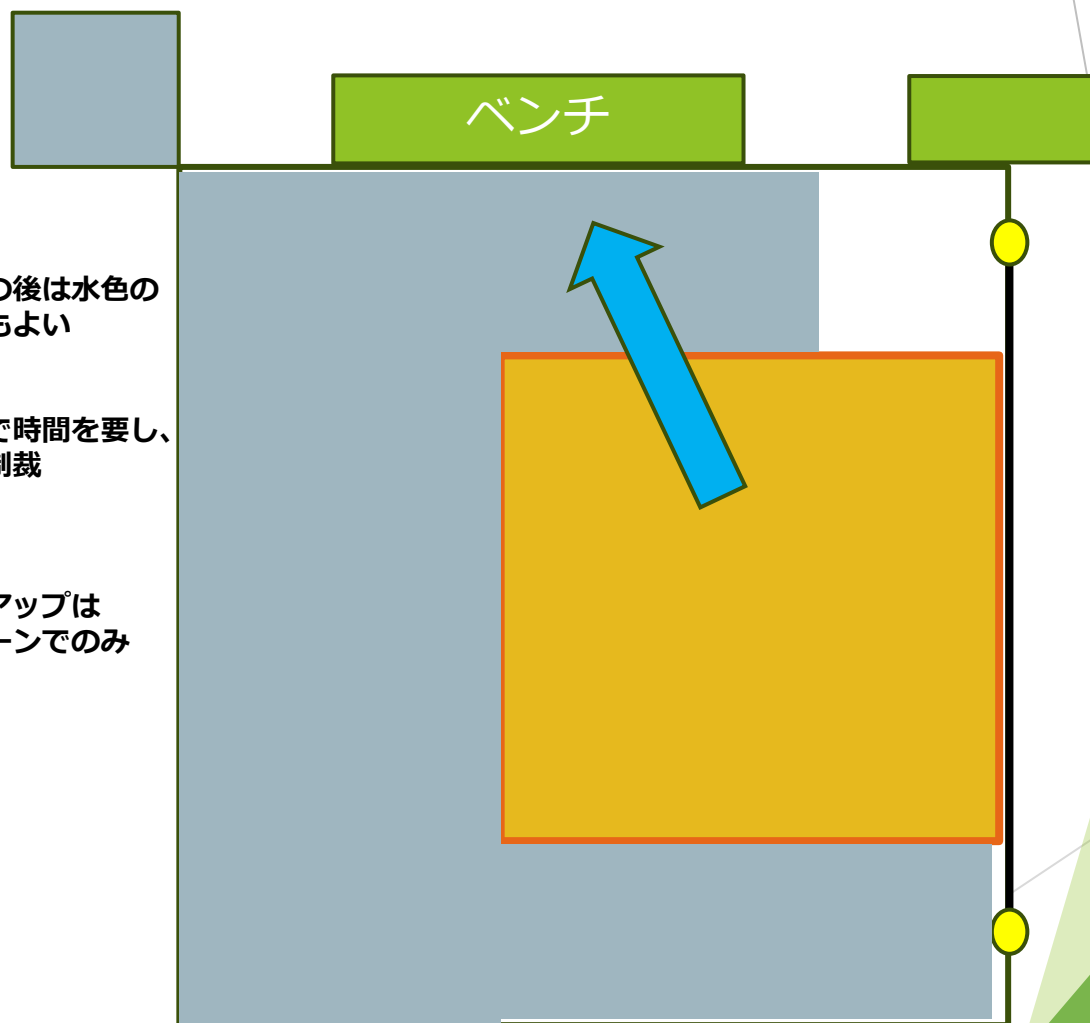 ベンチ
の後は水色の
もよい
で時間を要し、
制裁
アップは
ーンでのみ